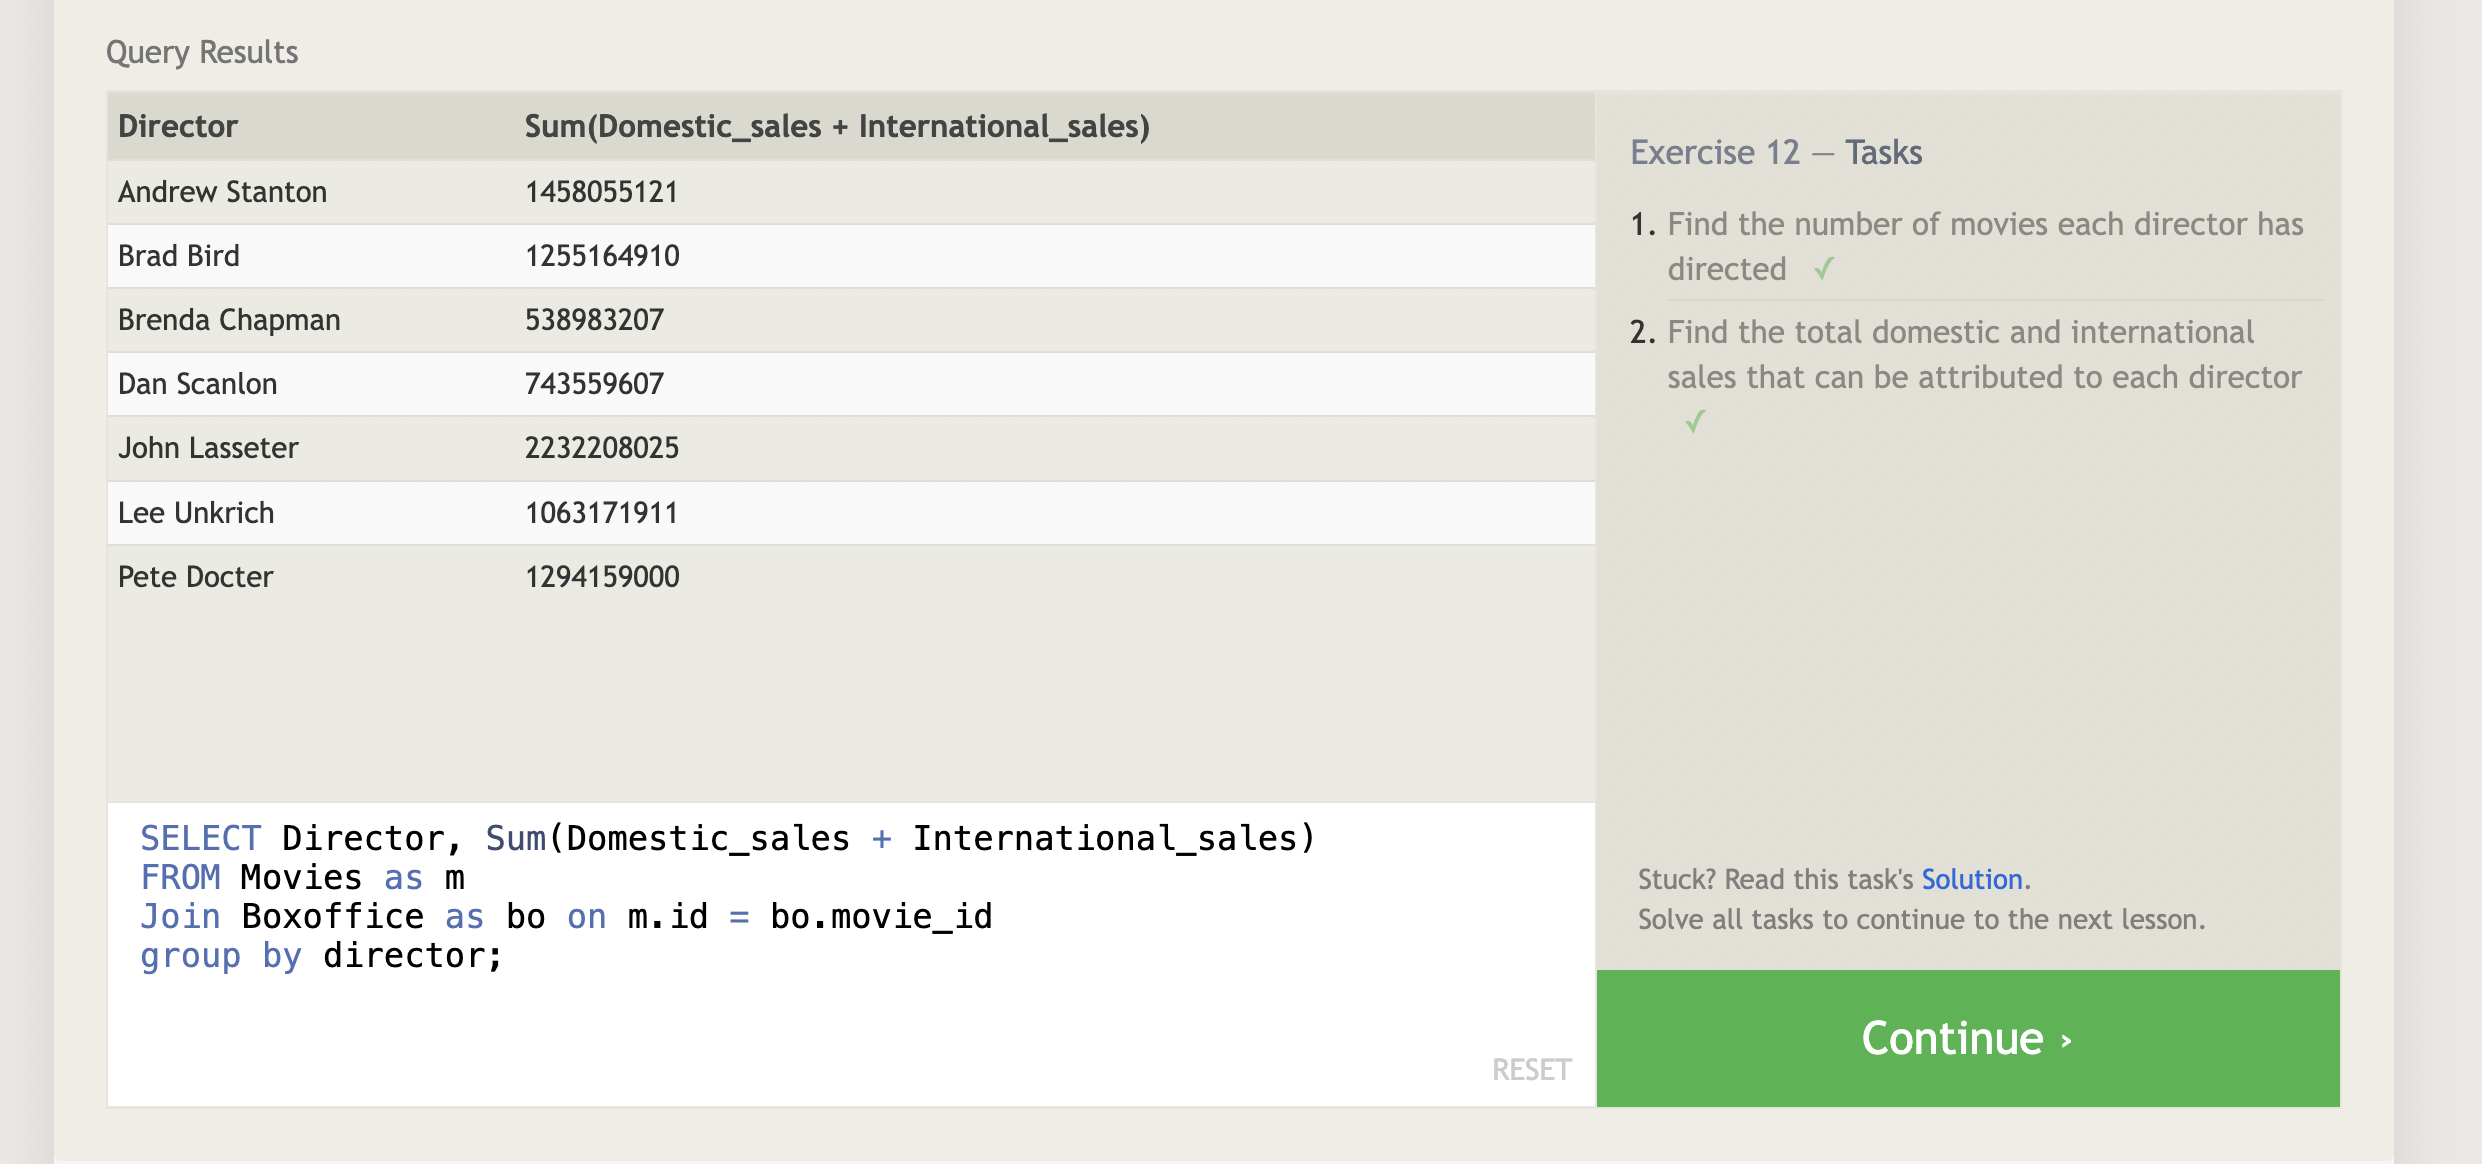 Query Results
Director Sum(Domestic_sales + International_sales)
Andrew Stanton 1458055121
Brad Bird 1255164910
Brenda Chapman 538983207
Dan Scanlon 743559607
John Lasseter 2232208025
Lee Unkrich 1063171911
Pete Docter 1294159000
SELECT Director, Sum(Domestic_sales + International_sales)
FROM Movies as m
Join Boxoffice as bo on m.id = bo.movie_id
group by director;
RESET
Exercise 12 — Tasks
1. Find the number of movies each director has
directed ✓
2. Find the total domestic and international
sales that can be attributed to each director
✓
Stuck? Read this task's Solution.
Solve all tasks to continue to the next lesson.
Continue ›